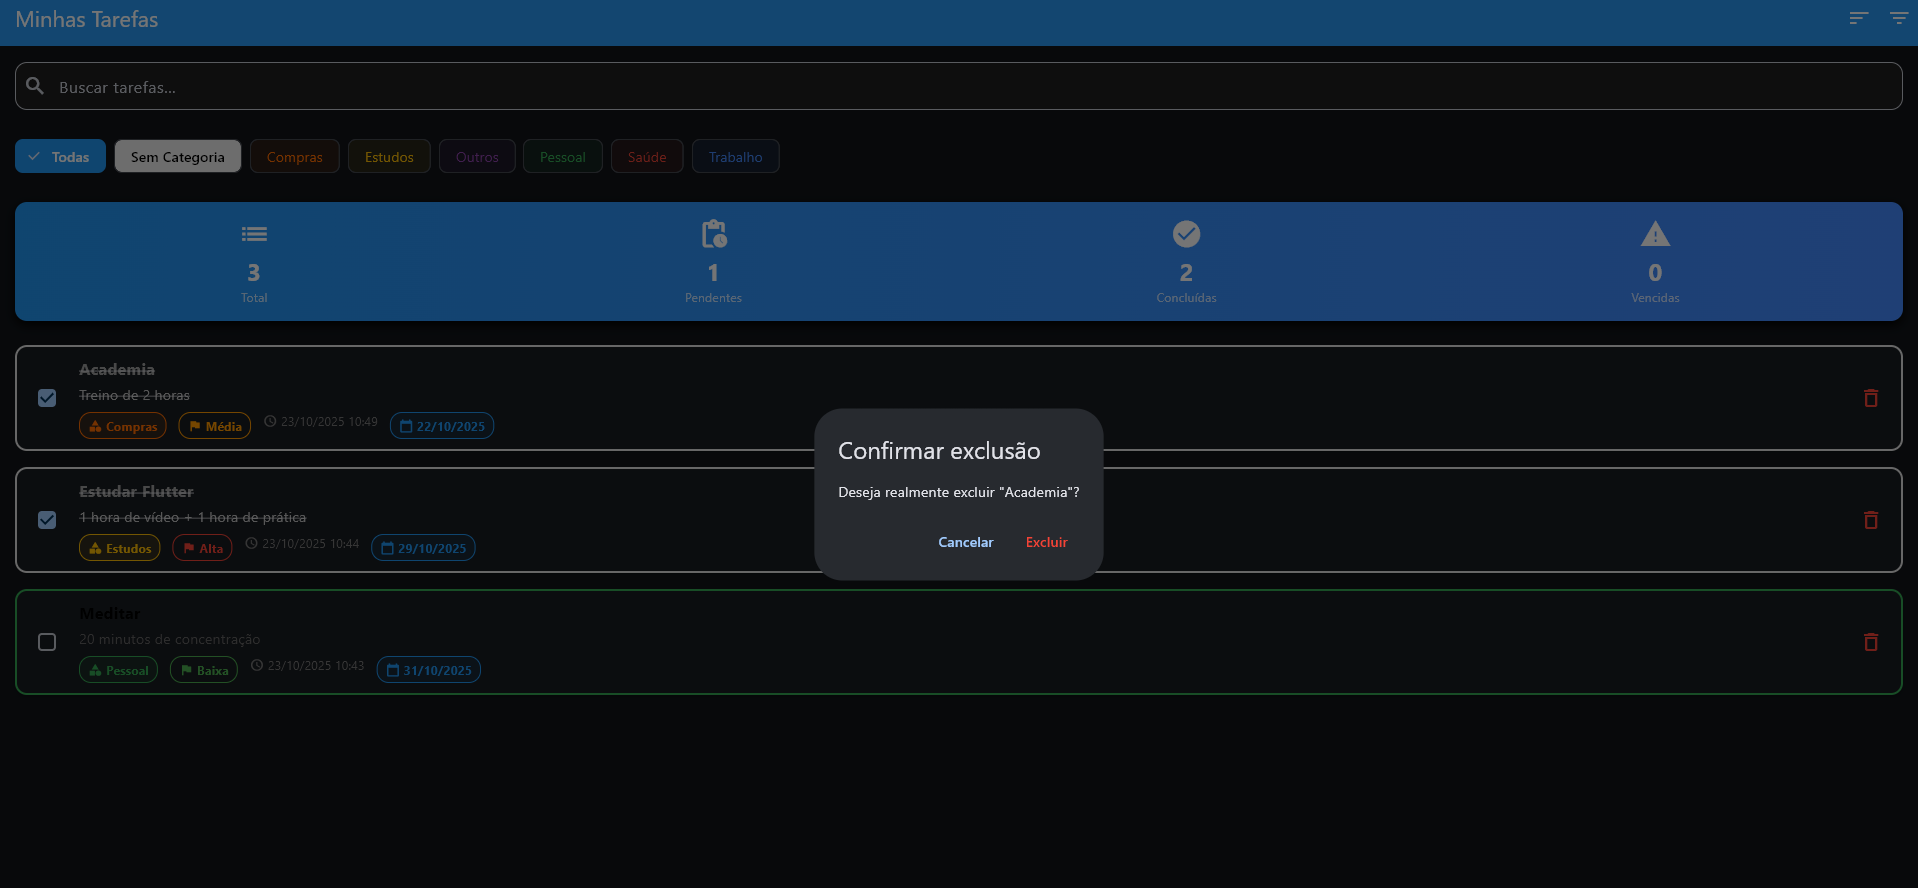 Minhas Tarefas
Buscar tarefas...
Todas Sem Categoria Compras Estudos Outros Pessoal Saúde Trabalho
3 1 2 0
Total Pendentes Concluídas Vencidas
Academia
Treino de 2 horas
Compras Média 23/10/2025 10:49 22/10/2025
Estudar Flutter
1 hora de vídeo + 1 hora de prática
Estudos Alta 23/10/2025 10:44 29/10/2025
Meditar
20 minutos de concentração
Pessoal Baixa 23/10/2025 10:43 31/10/2025
Confirmar exclusão
Deseja realmente excluir "Academia"?
Cancelar Excluir